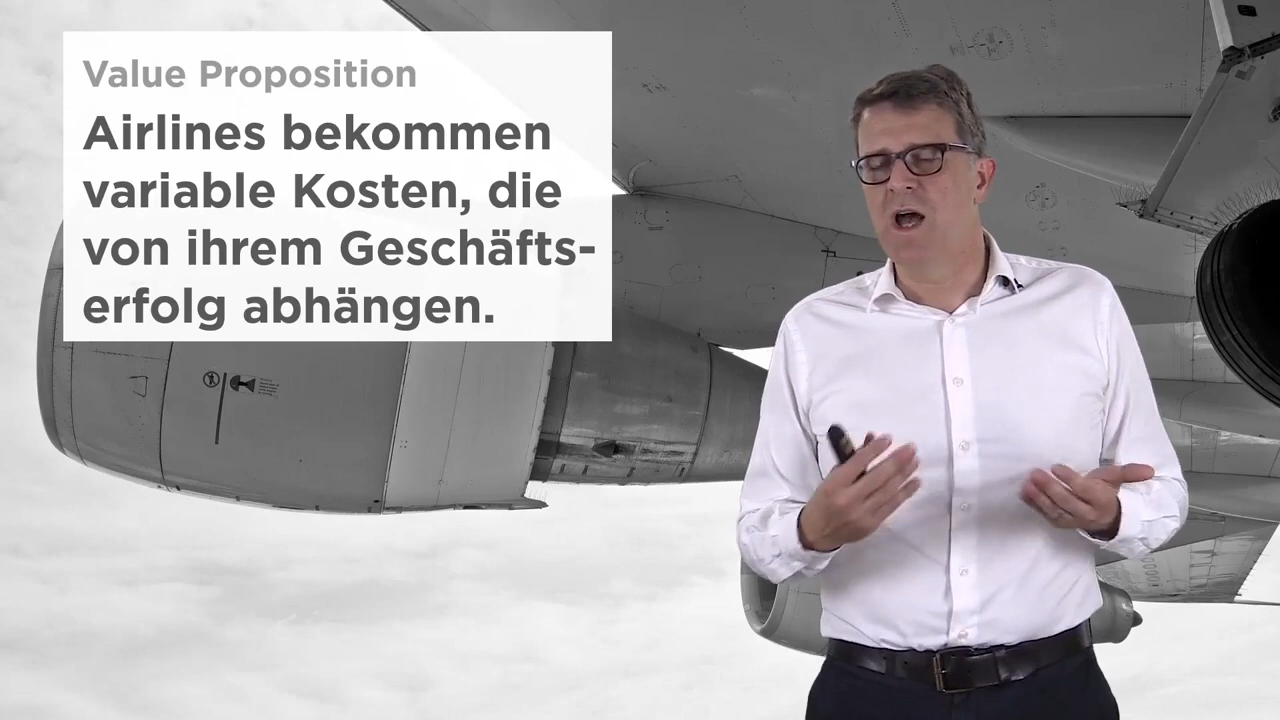 Value Proposition
Airlines bekommen
variable Kosten, die
von ihrem Geschäfts-
erfolg abhängen.